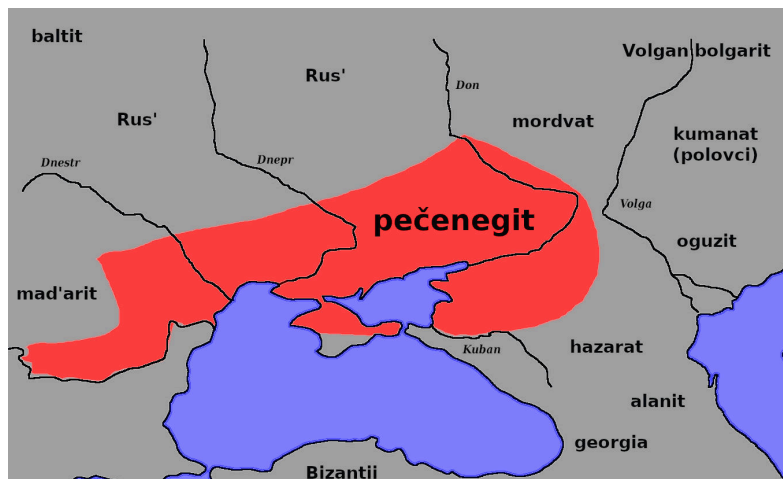 baltit
Volgan bolgarit
Rus'
Don
Rus'
mordvat
kumanat
(polovci)
Dnestr
Dnepr
Volga
pečenegit
oguzit
mad'arit
Kuban
hazarat
alanit
georgia
Bizantii